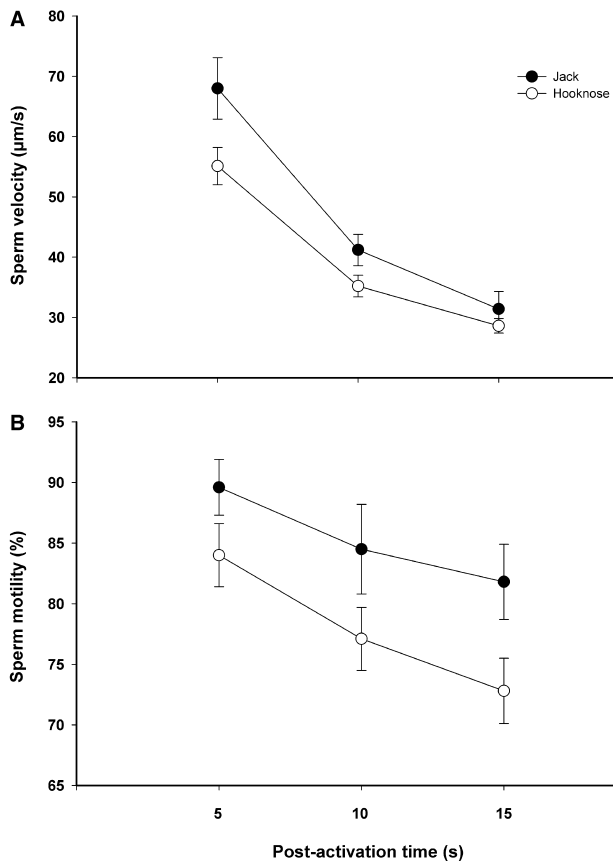 A
80
70
60
50
40
30
20
Sperm velocity (µm/s)
Jack
Hooknose
B
95
90
85
80
75
70
65
Sperm motility (%)
5 10 15
Post-activation time (s)